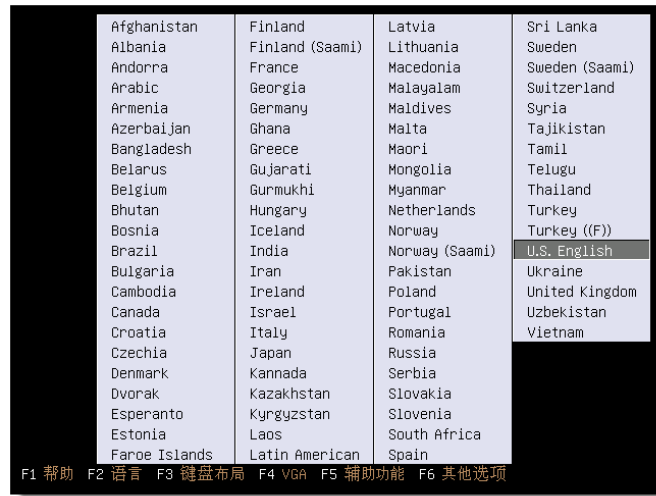 Afghanistan
Albania
Andorra
Arabic
Armenia
Azerbaijan
Bangladesh
Belarus
Belgium
Bhutan
Bosnia
Brazil
Bulgaria
Cambodia
Canada
Croatia
Czechia
Denmark
Dvorak
Esperanto
Estonia
Faroe Islands
Finland
Finland (Saami)
France
Georgia
Germany
Ghana
Greece
Gujarati
Gurmukhi
Hungary
Iceland
India
Iran
Ireland
Israel
Italy
Japan
Kannada
Kazakhstan
Kyrgyzstan
Laos
Latin American
Latvia
Lithuania
Macedonia
Malayalam
Maldives
Malta
Maori
Mongolia
Myanmar
Netherlands
Norway
Norway (Saami)
Pakistan
Poland
Portugal
Romania
Russia
Serbia
Slovakia
Slovenia
South Africa
Spain
Sri Lanka
Sweden
Sweden (Saami)
Switzerland
Syria
Tajikistan
Tamil
Telugu
Thailand
Turkey
Turkey ((F))
U.S. English
Ukraine
United Kingdom
Uzbekistan
Vietnam
F1 帮助 F2 语言 F3 键盘布局 F4 VGA F5 辅助功能 F6 其他选项